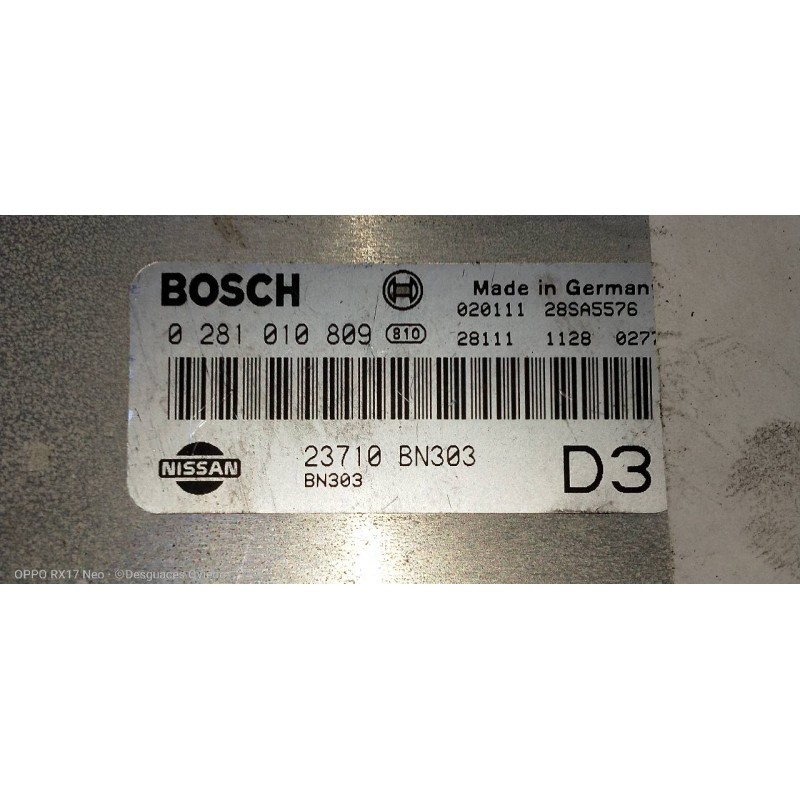 BOSCH
Made in German
020111 28SA5576
0 281 010 809 810
28111 1128 0277
NISSAN
23710 BN303
BN303
D3
OPPO RX17 Neo · ©Desguaces